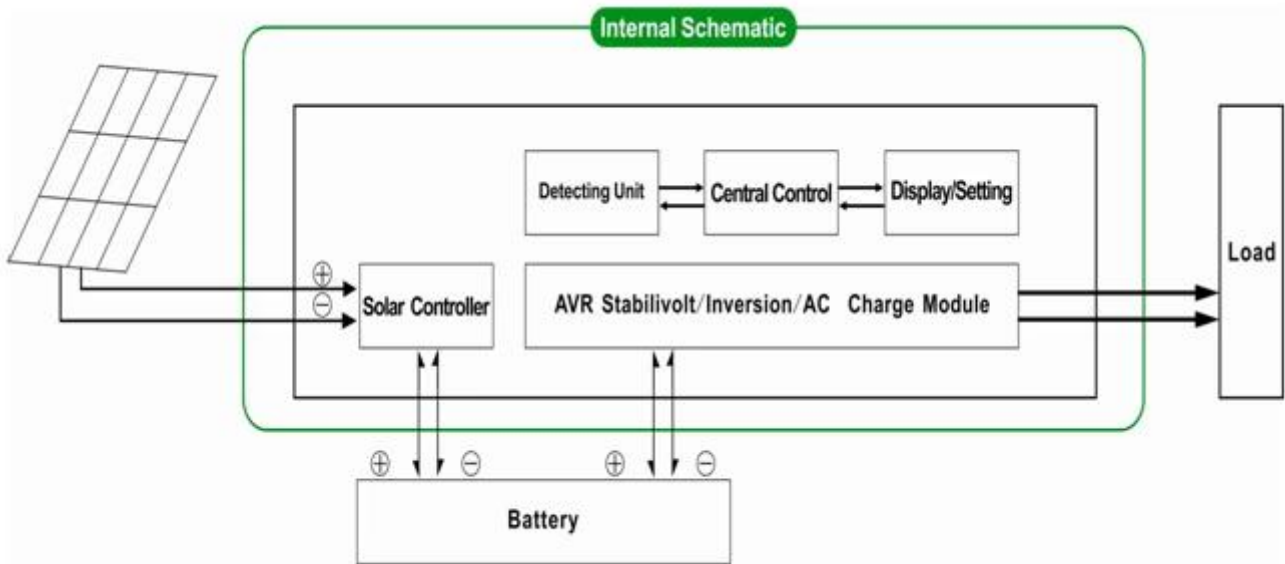 Internal Schematic
Detecting Unit
Central Control
Display/Setting
Load
⊕
⊖
Solar Controller
AVR Stabilivolt/Inversion/AC Charge Module
⊕ ⊖ ⊕ ⊖
Battery